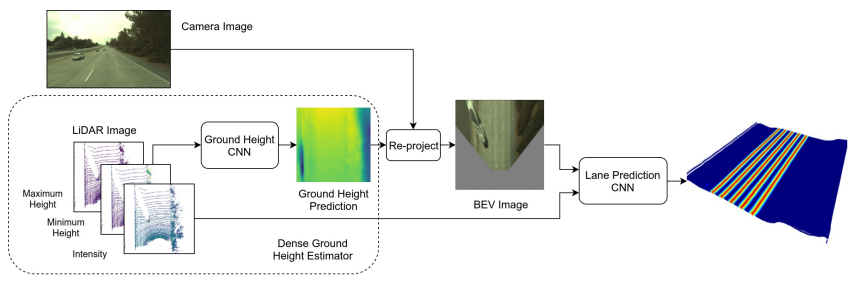 Camera Image
LiDAR Image
Ground Height
CNN
Re-project
Maximum
Height
Minimum
Height
Intensity
Ground Height
Prediction
Dense Ground
Height Estimator
BEV Image
Lane Prediction
CNN